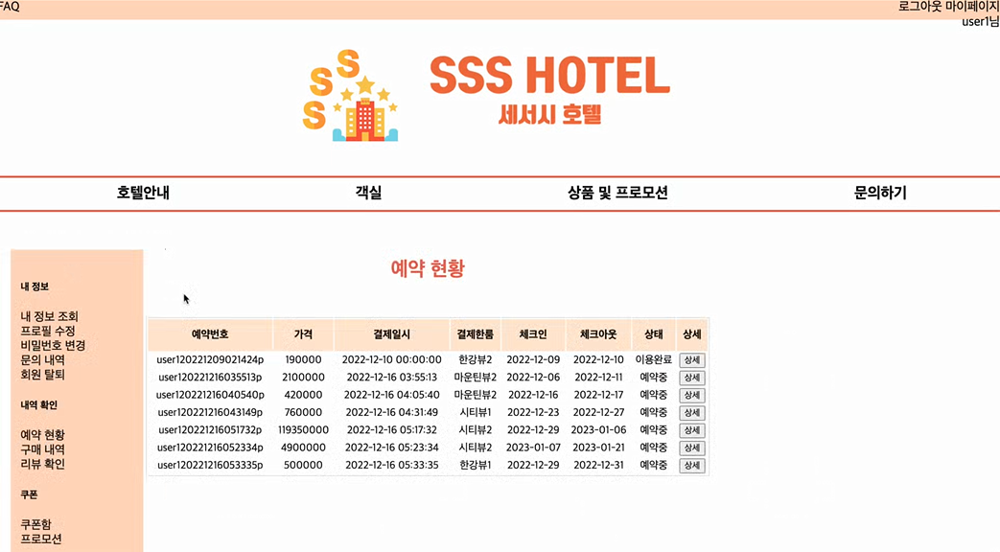 FAQ
로그아웃 마이페이지
user1님
S
S
S
SSS HOTEL
세서시 호텔
호텔안내 객실 상품 및 프로모션 문의하기
내 정보
내 정보 조회
프로필 수정
비밀번호 변경
문의 내역
회원 탈퇴
내역 확인
예약 현황
구매 내역
리뷰 확인
쿠폰
쿠폰함
프로모션
예약 현황
예약번호 가격 결제일시 결제한룸 체크인 체크아웃 상태 상세
user120221209021424p 190000 2022-12-10 00:00:00 한강뷰2 2022-12-09 2022-12-10 이용완료 상세
user120221216035513p 2100000 2022-12-16 03:55:13 마운틴뷰2 2022-12-06 2022-12-11 예약중 상세
user120221216040540p 420000 2022-12-16 04:05:40 마운틴뷰2 2022-12-16 2022-12-17 예약중 상세
user120221216043149p 760000 2022-12-16 04:31:49 시티뷰1 2022-12-23 2022-12-27 예약중 상세
user120221216051732p 119350000 2022-12-16 05:17:32 시티뷰2 2022-12-29 2023-01-06 예약중 상세
user120221216052334p 4900000 2022-12-16 05:23:34 시티뷰2 2023-01-07 2023-01-21 예약중 상세
user120221216053335p 500000 2022-12-16 05:33:35 한강뷰1 2022-12-29 2022-12-31 예약중 상세